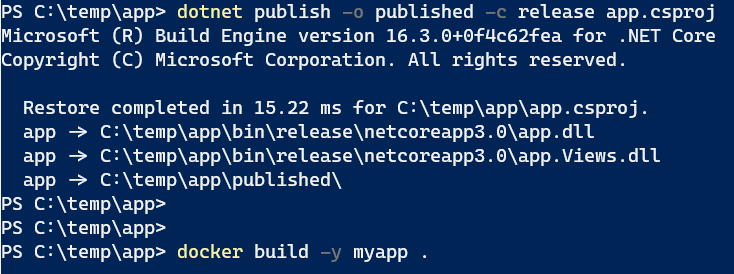 PS C:\temp\app> dotnet publish -o published -c release app.csproj
Microsoft (R) Build Engine version 16.3.0+0f4c62fea for .NET Core
Copyright (C) Microsoft Corporation. All rights reserved.
Restore completed in 15.22 ms for C:\temp\app\app.csproj.
app -> C:\temp\app\bin\release\netcoreapp3.0\app.dll
app -> C:\temp\app\bin\release\netcoreapp3.0\app.Views.dll
app -> C:\temp\app\published\
PS C:\temp\app>
PS C:\temp\app>
PS C:\temp\app> docker build -y myapp .